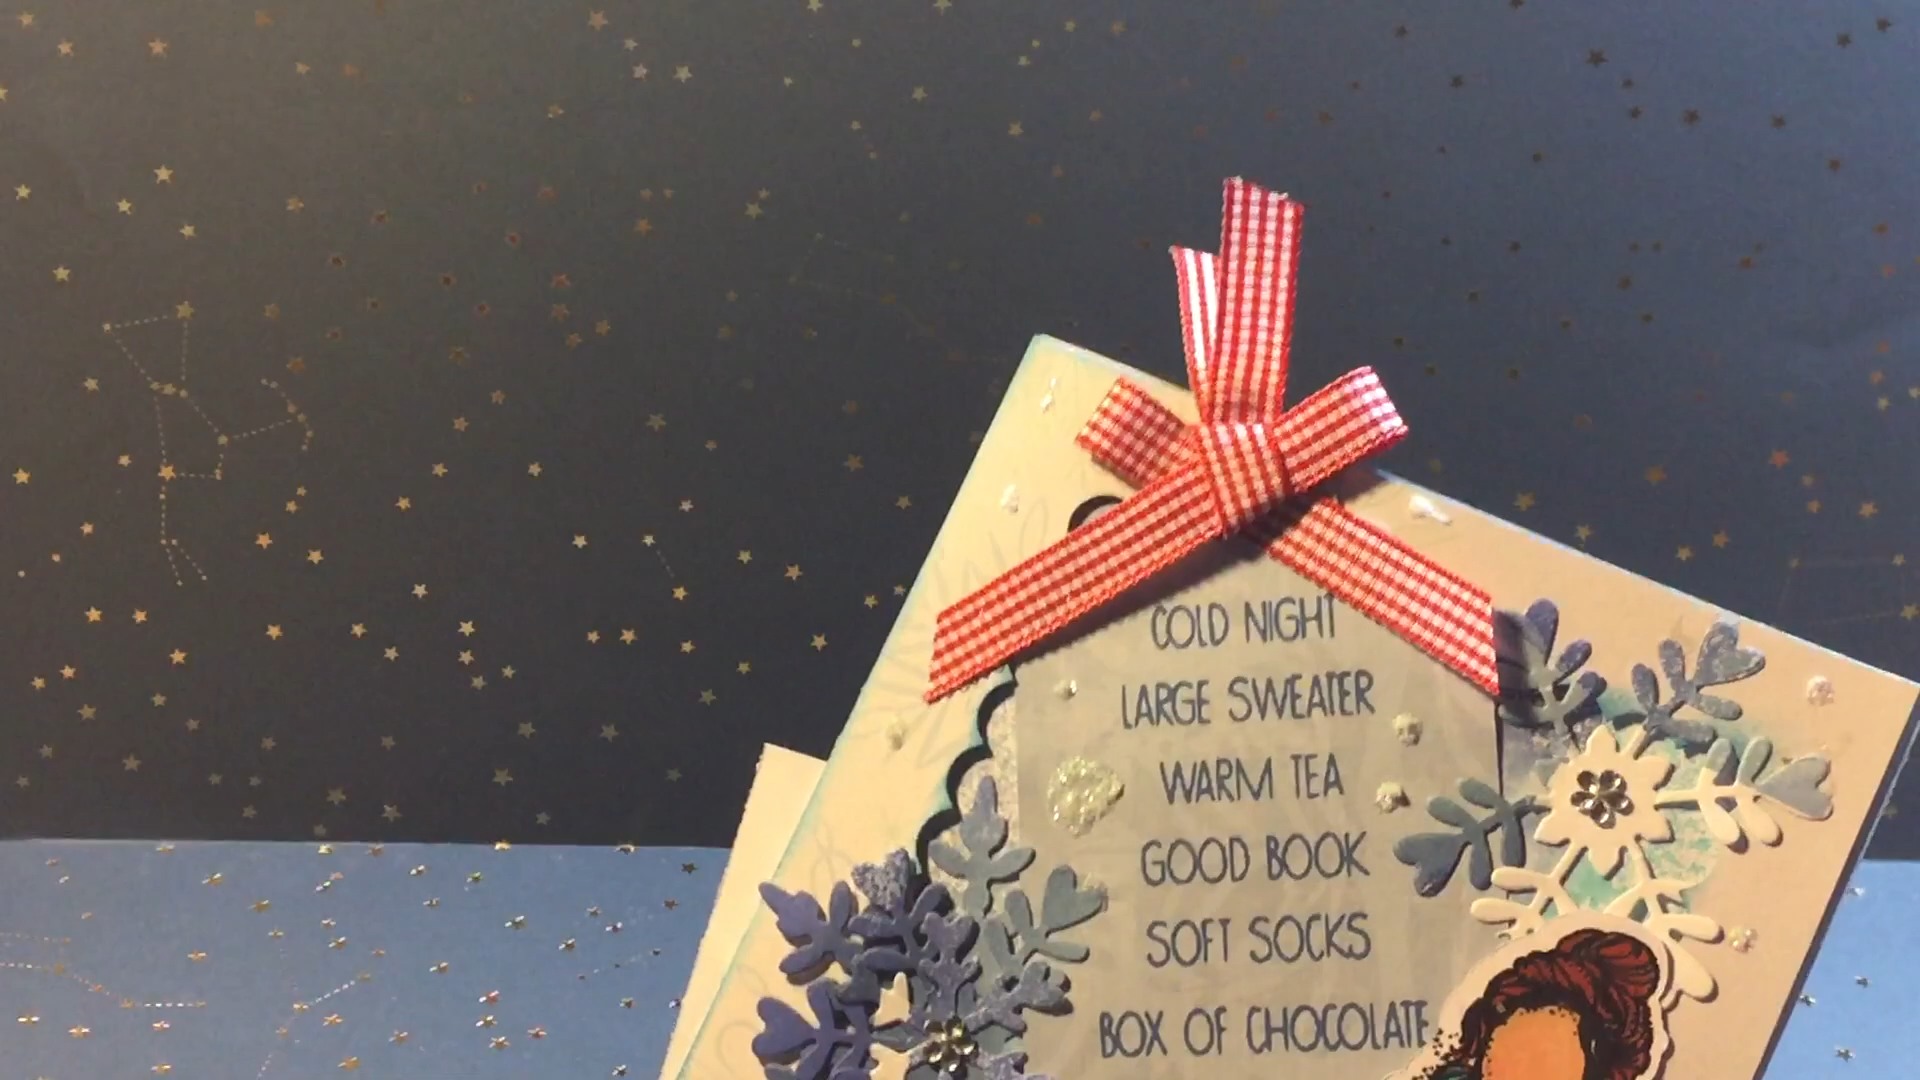 COLD NIGHT
LARGE SWEATER
WARM TEA
GOOD BOOK
SOFT SOCKS
BOX OF CHOCOLATE